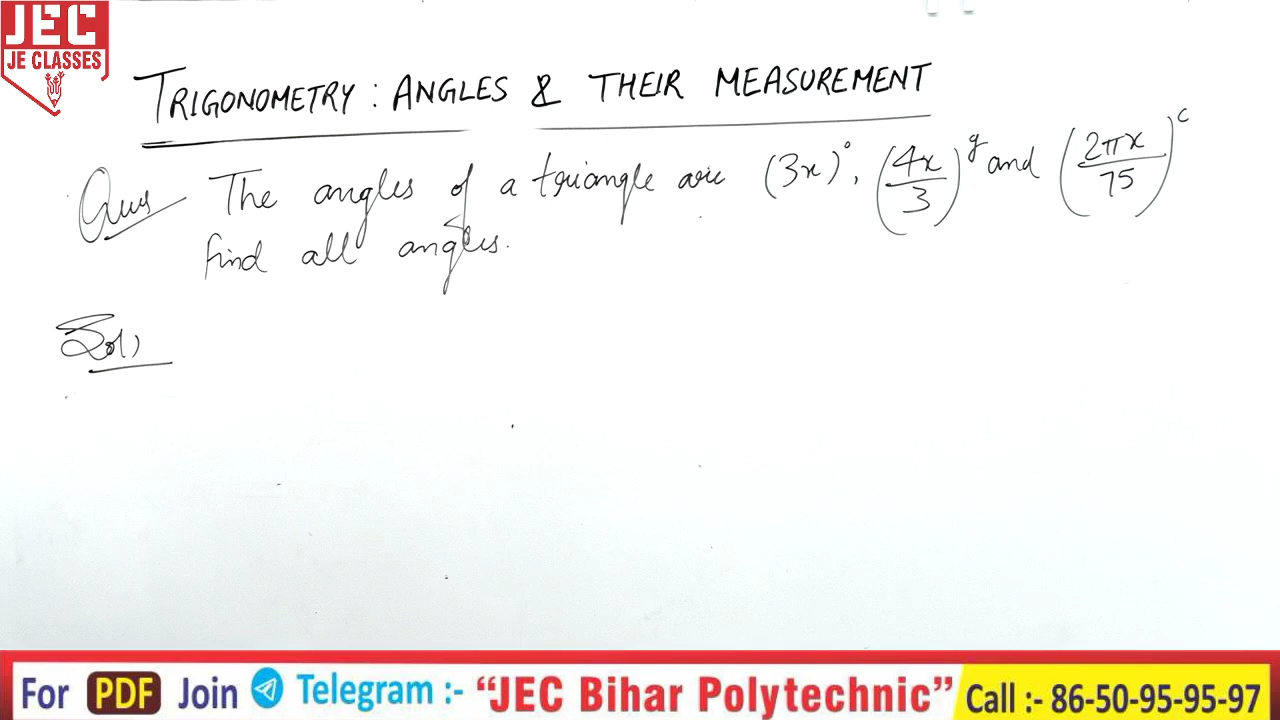 JEC
JE CLASSES
TRIGONOMETRY : ANGLES & THEIR MEASUREMENT
Ques The angles of a triangle are (3x)°, (4x/3)^g and (2πx/75)^c
find all angles.
Sol)
For PDF Join Telegram :- “JEC Bihar Polytechnic” Call :- 86-50-95-95-97